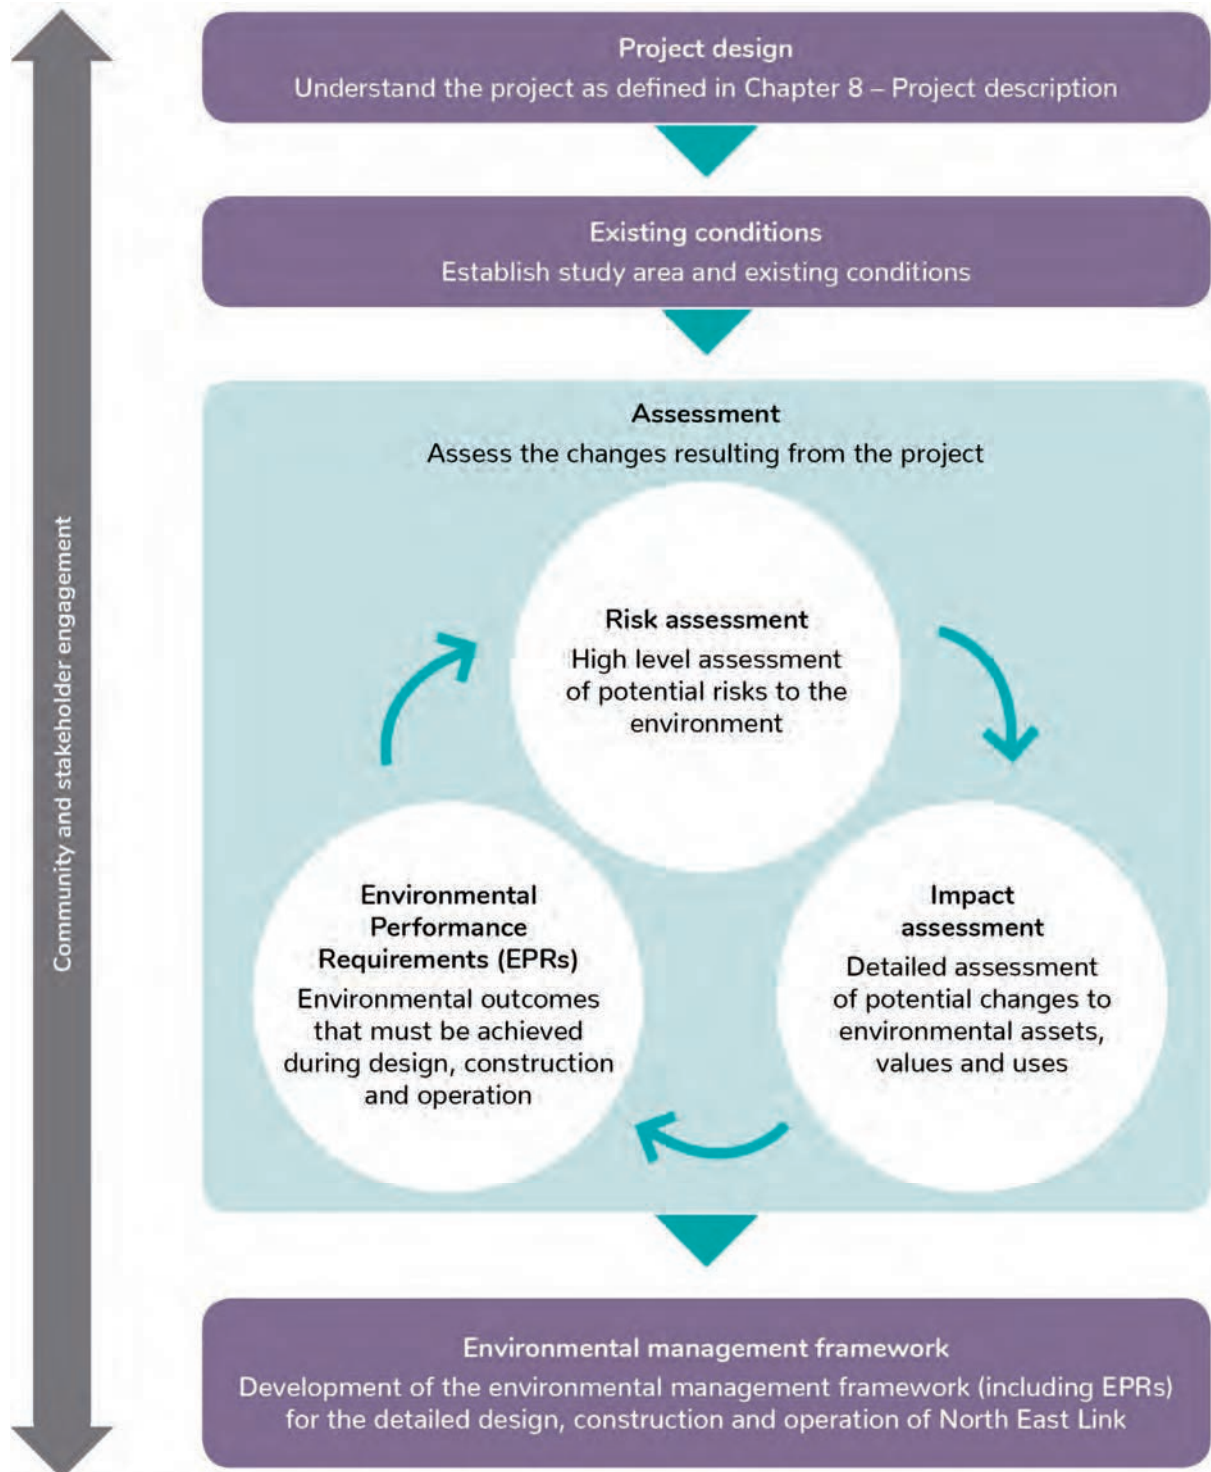 Project design
Understand the project as defined in Chapter 8 – Project description
Existing conditions
Establish study area and existing conditions
Assessment
Assess the changes resulting from the project
Risk assessment
High level assessment
of potential risks to the
environment
Environmental
Performance
Requirements (EPRs)
Environmental outcomes
that must be achieved
during design, construction
and operation
Impact
assessment
Detailed assessment
of potential changes to
environmental assets,
values and uses
Environmental management framework
Development of the environmental management framework (including EPRs)
for the detailed design, construction and operation of North East Link
Community and stakeholder engagement